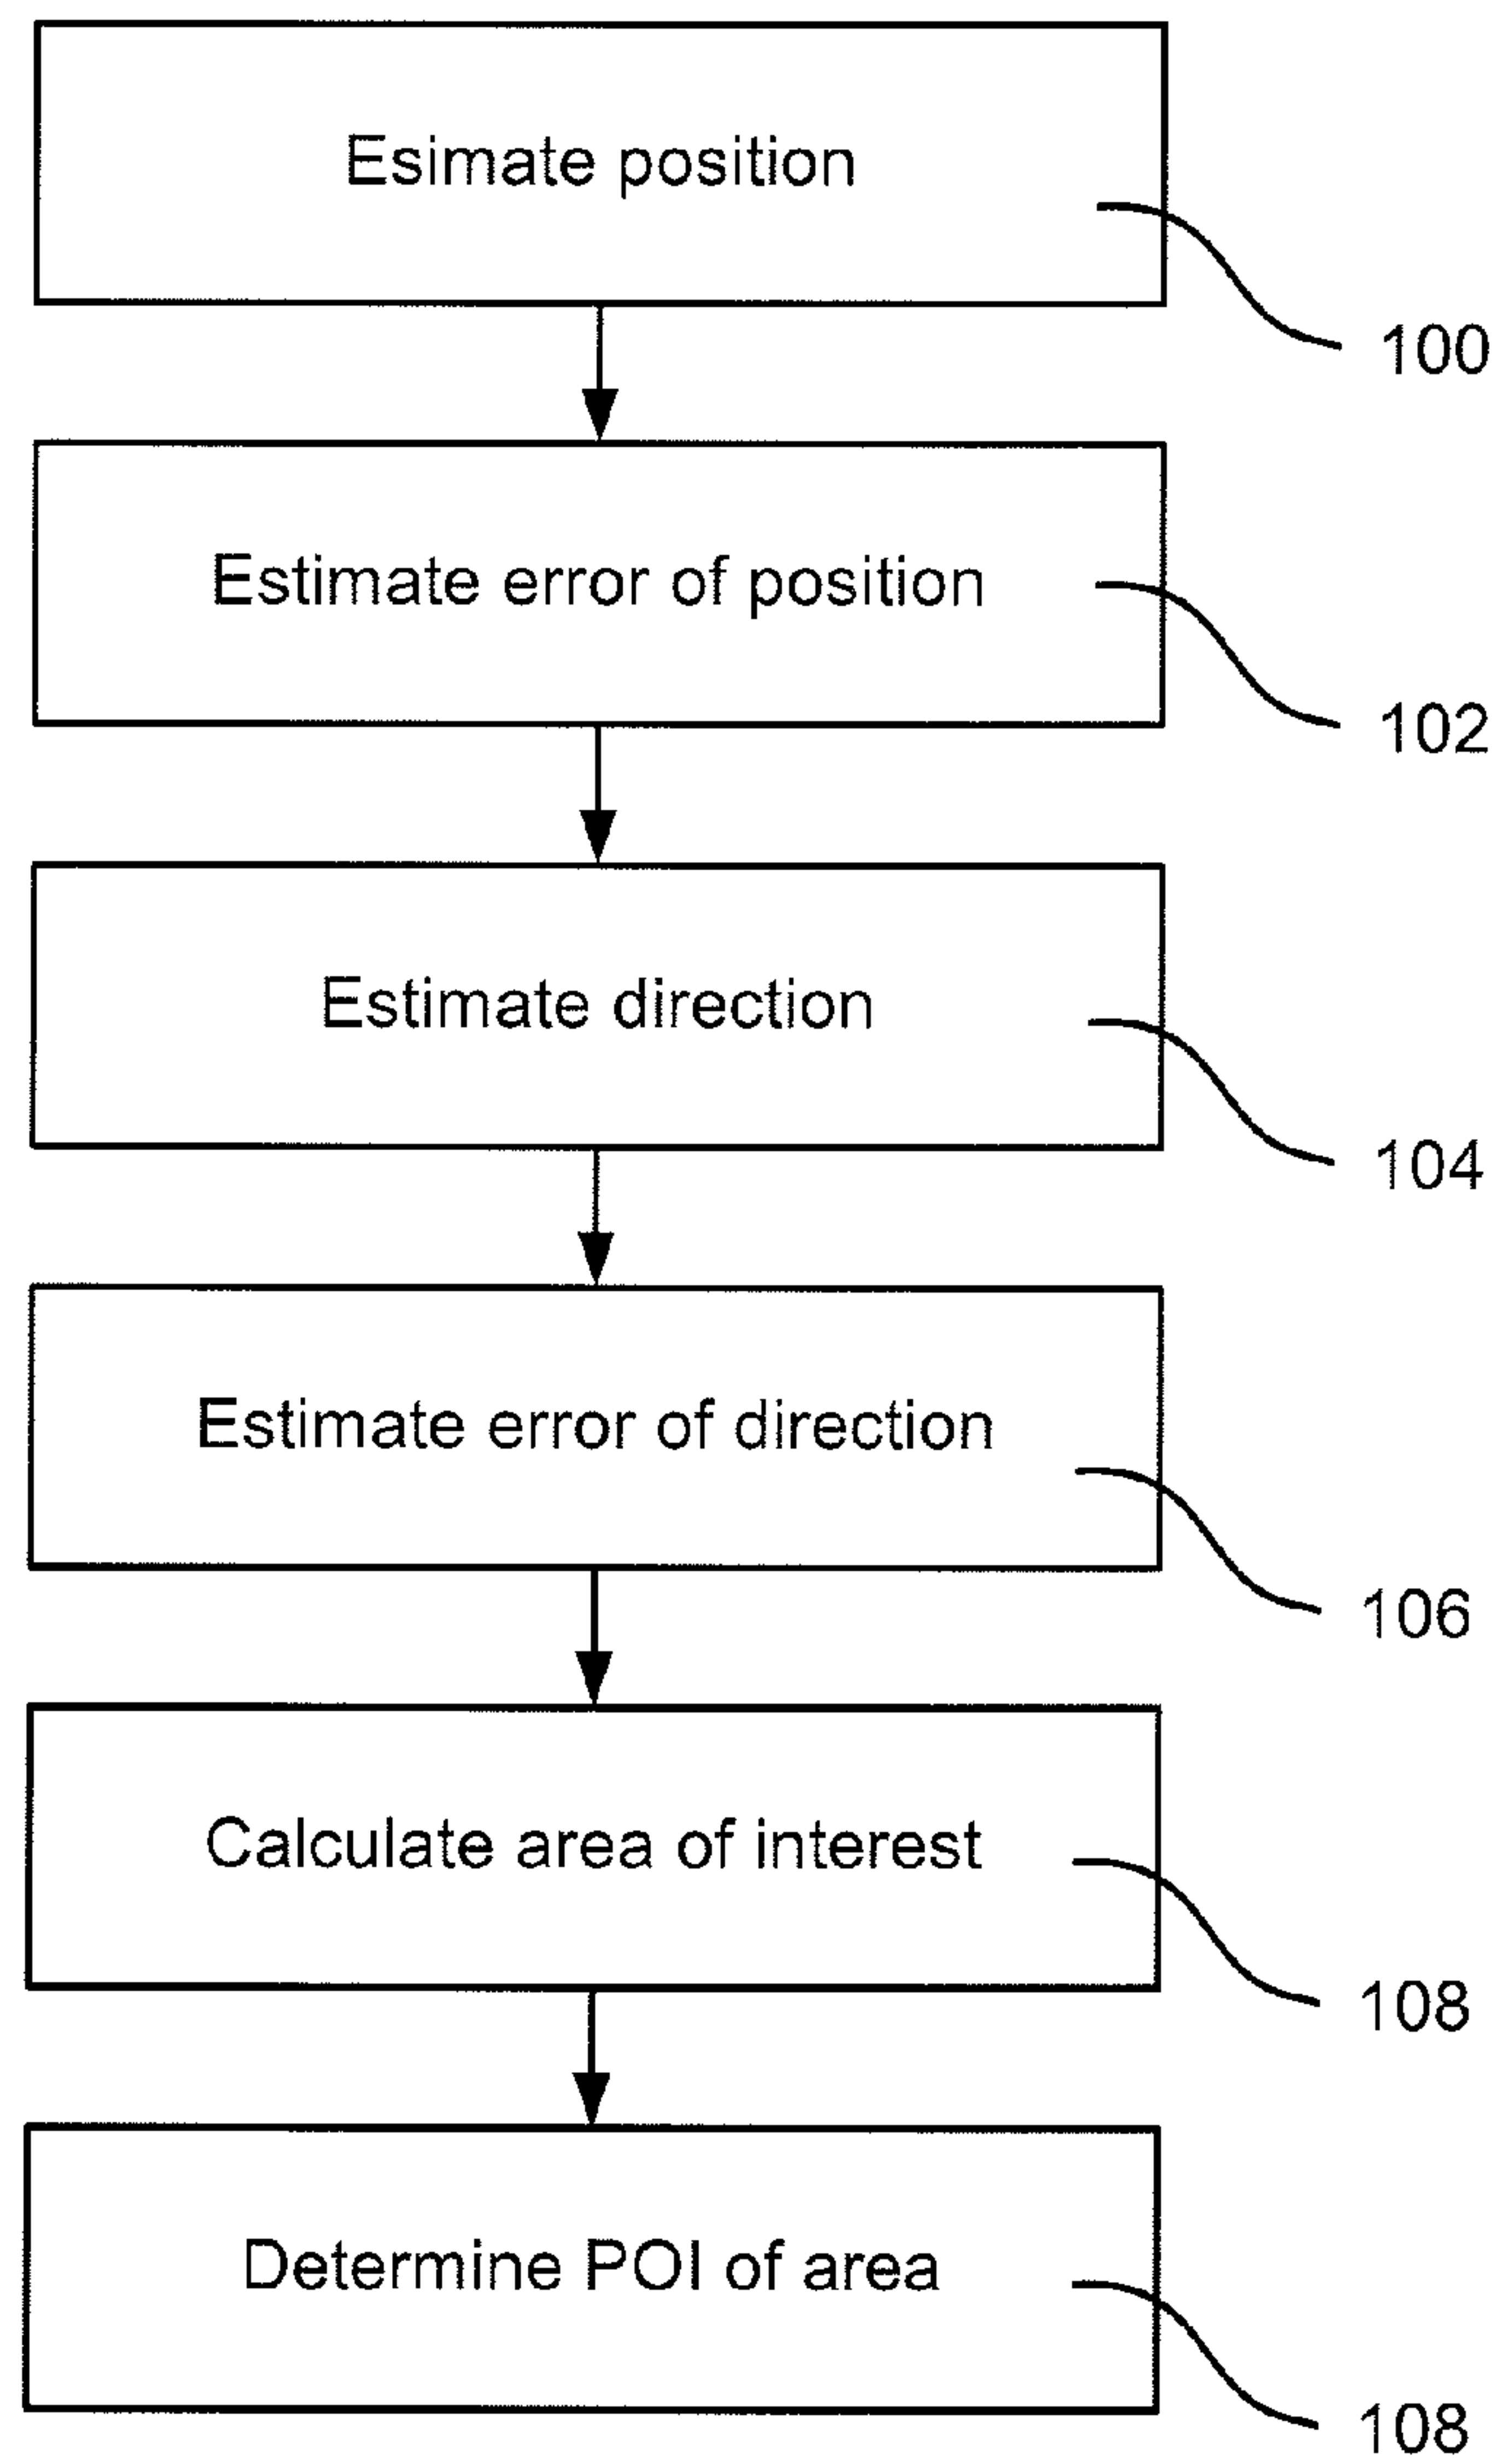 Esimate position
100
Estimate error of position
102
Estimate direction
104
Estimate error of direction
106
Calculate area of interest
108
Determine POI of area
108